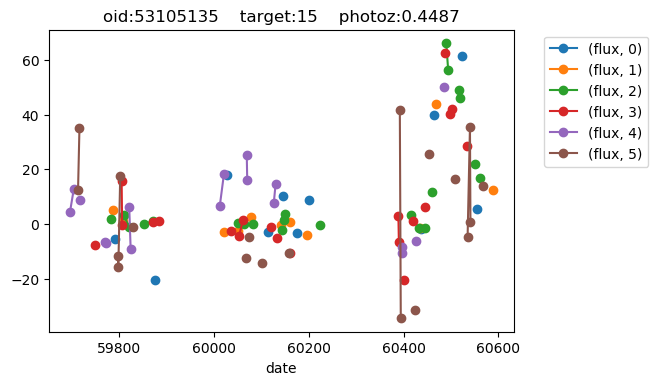 oid:53105135 target:15 photoz:0.4487
60
40
20
0
−20
59800
60000
60200
60400
60600
date
(flux, 0)
(flux, 1)
(flux, 2)
(flux, 3)
(flux, 4)
(flux, 5)